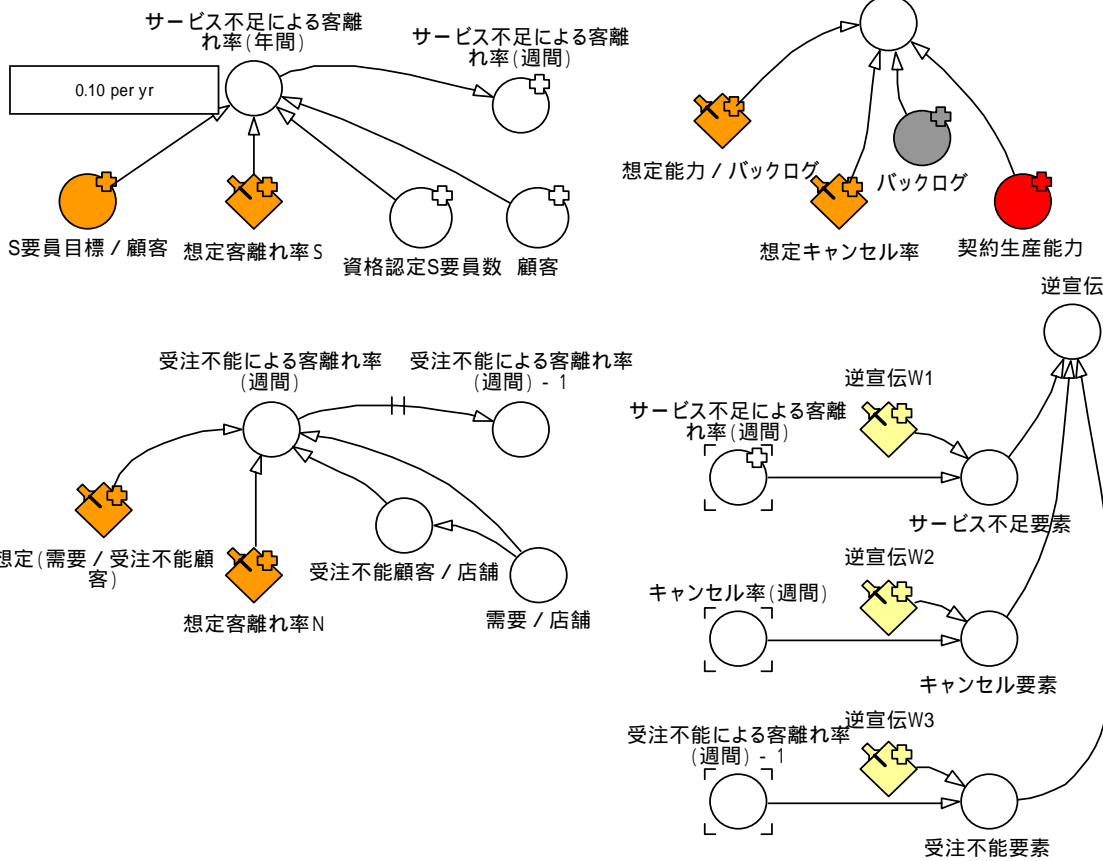 サービス不足による客離
れ率(年間)
サービス不足による客離
れ率(週間)
0.10 per yr
S要員目標 / 顧客
想定客離れ率S
資格認定S要員数
顧客
想定能力 / バックログ
バックログ
想定キャンセル率
契約生産能力
受注不能による客離れ率
(週間)
受注不能による客離れ率
(週間) - 1
想定(需要 / 受注不能顧
客)
想定客離れ率N
受注不能顧客 / 店舗
需要 / 店舗
逆宣伝
逆宣伝W1
サービス不足による客離
れ率(週間)
サービス不足要素
逆宣伝W2
キャンセル率(週間)
キャンセル要素
逆宣伝W3
受注不能による客離れ率
(週間) - 1
受注不能要素